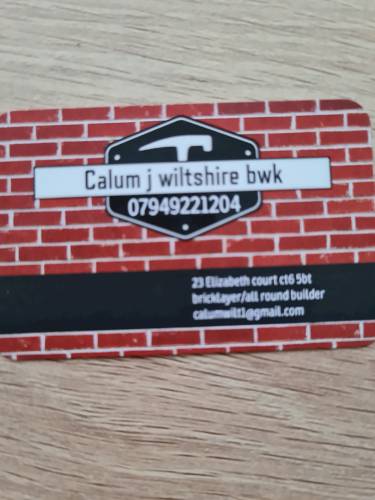 Calum j wiltshire bwk
07949221204
23 Elizabeth court ct6 5bt
bricklayer/all round builder
calumwilt1@gmail.com